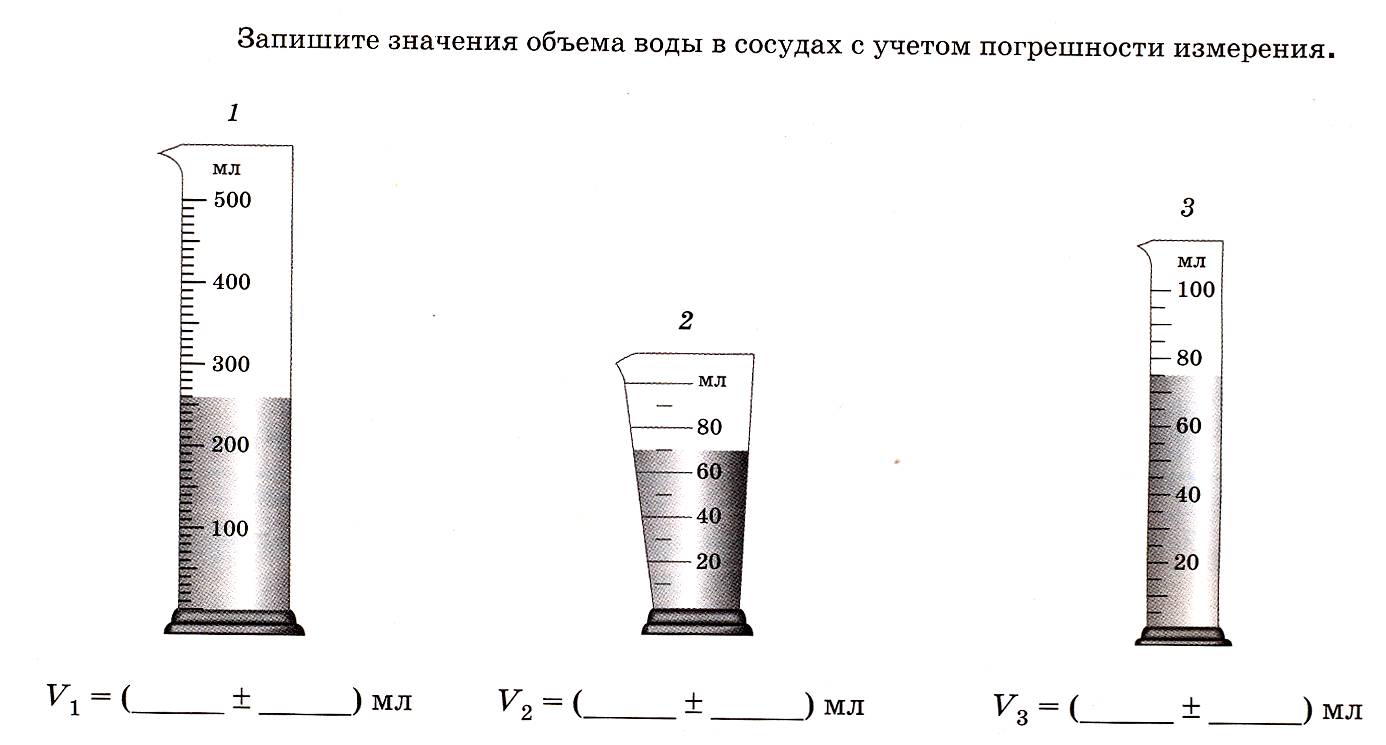 Запишите значения объема воды в сосудах с учетом погрешности измерения.
1
мл
500
400
300
200
100
2
мл
80
60
40
20
3
мл
100
80
60
40
20
V₁ = (______ ± ______) мл
V₂ = (______ ± ______) мл
V₃ = (______ ± ______) мл